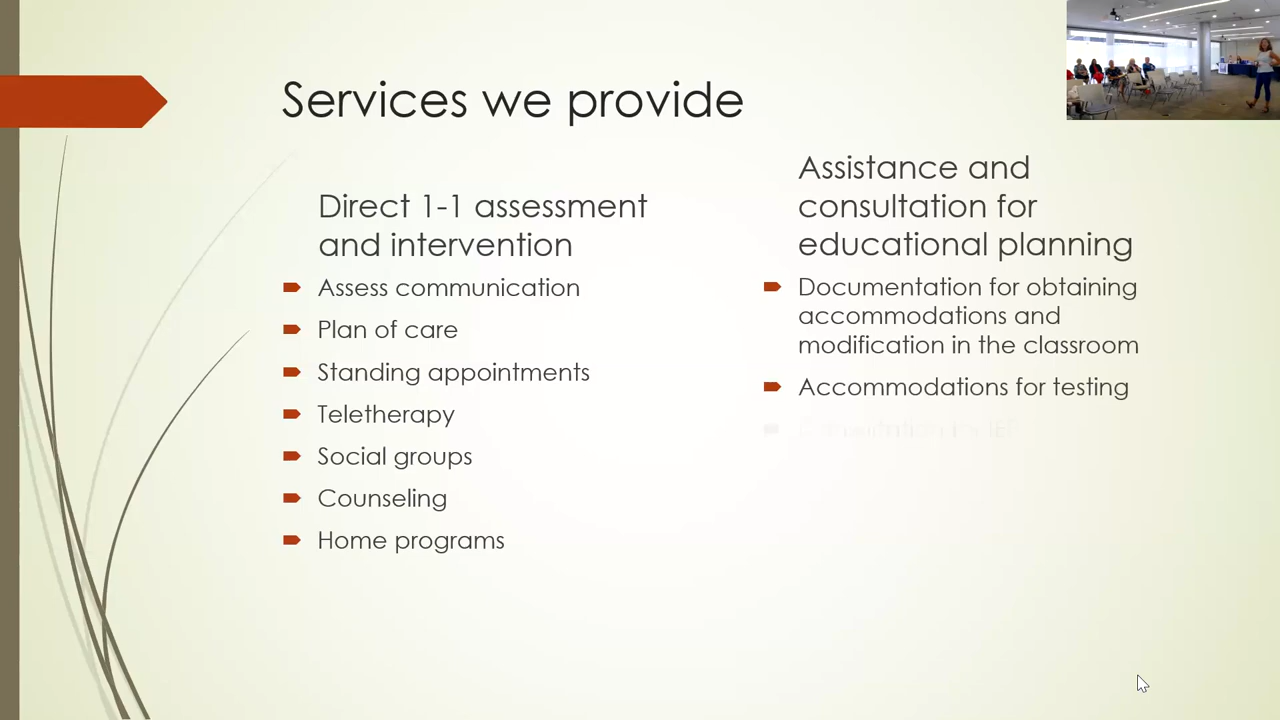 Services we provide
Direct 1-1 assessment
and intervention
Assess communication
Plan of care
Standing appointments
Teletherapy
Social groups
Counseling
Home programs
Assistance and
consultation for
educational planning
Documentation for obtaining
accommodations and
modification in the classroom
Accommodations for testing